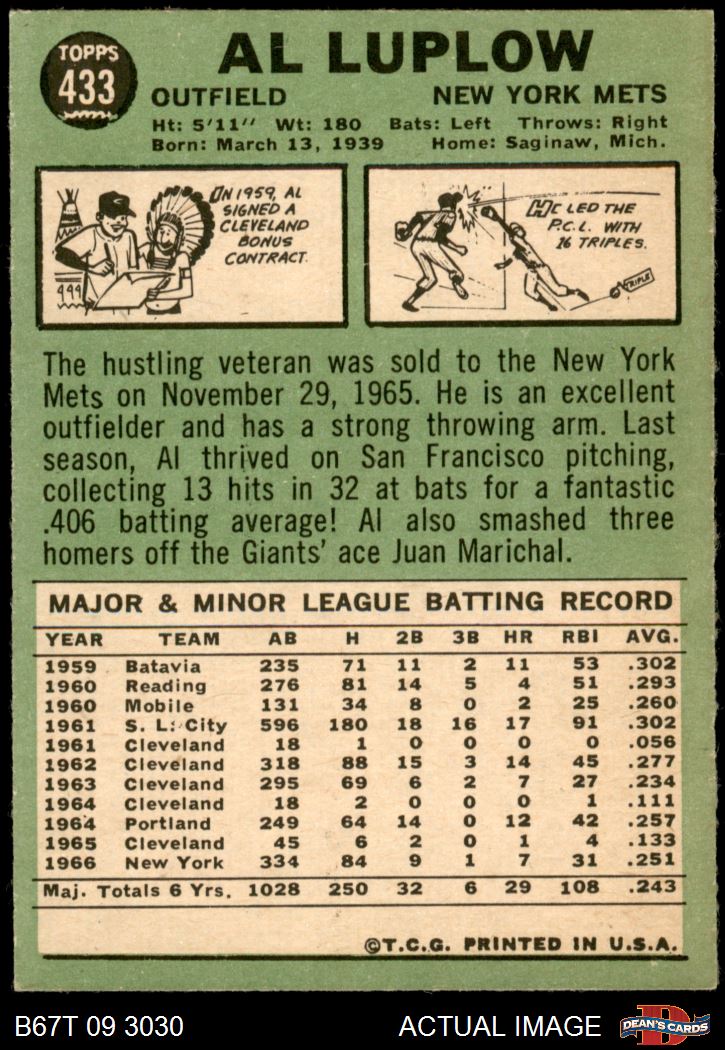 TOPPS
433
AL LUPLOW
OUTFIELD NEW YORK METS
Ht: 5'11" Wt: 180 Bats: Left Throws: Right
Born: March 13, 1939 Home: Saginaw, Mich.
IN 1959, AL
SIGNED A
CLEVELAND
BONUS
CONTRACT.
444
HE LED THE
P.C.L. WITH
16 TRIPLES.
TRIPLE
The hustling veteran was sold to the New York
Mets on November 29, 1965. He is an excellent
outfielder and has a strong throwing arm. Last
season, Al thrived on San Francisco pitching,
collecting 13 hits in 32 at bats for a fantastic
.406 batting average! Al also smashed three
homers off the Giants' ace Juan Marichal.
MAJOR & MINOR LEAGUE BATTING RECORD
YEAR TEAM AB H 2B 3B HR RBI AVG.
1959 Batavia 235 71 11 2 11 53 .302
1960 Reading 276 81 14 5 4 51 .293
1960 Mobile 131 34 8 0 2 25 .260
1961 S. L. City 596 180 18 16 17 91 .302
1961 Cleveland 18 1 0 0 0 0 .056
1962 Cleveland 318 88 15 3 14 45 .277
1963 Cleveland 295 69 6 2 7 27 .234
1964 Cleveland 18 2 0 0 0 1 .111
1964 Portland 249 64 14 0 12 42 .257
1965 Cleveland 45 6 2 0 1 4 .133
1966 New York 334 84 9 1 7 31 .251
Maj. Totals 6 Yrs. 1028 250 32 6 29 108 .243
©T.C.G. PRINTED IN U.S.A.
B67T 09 3030 ACTUAL IMAGE
D
DEAN'S CARDS